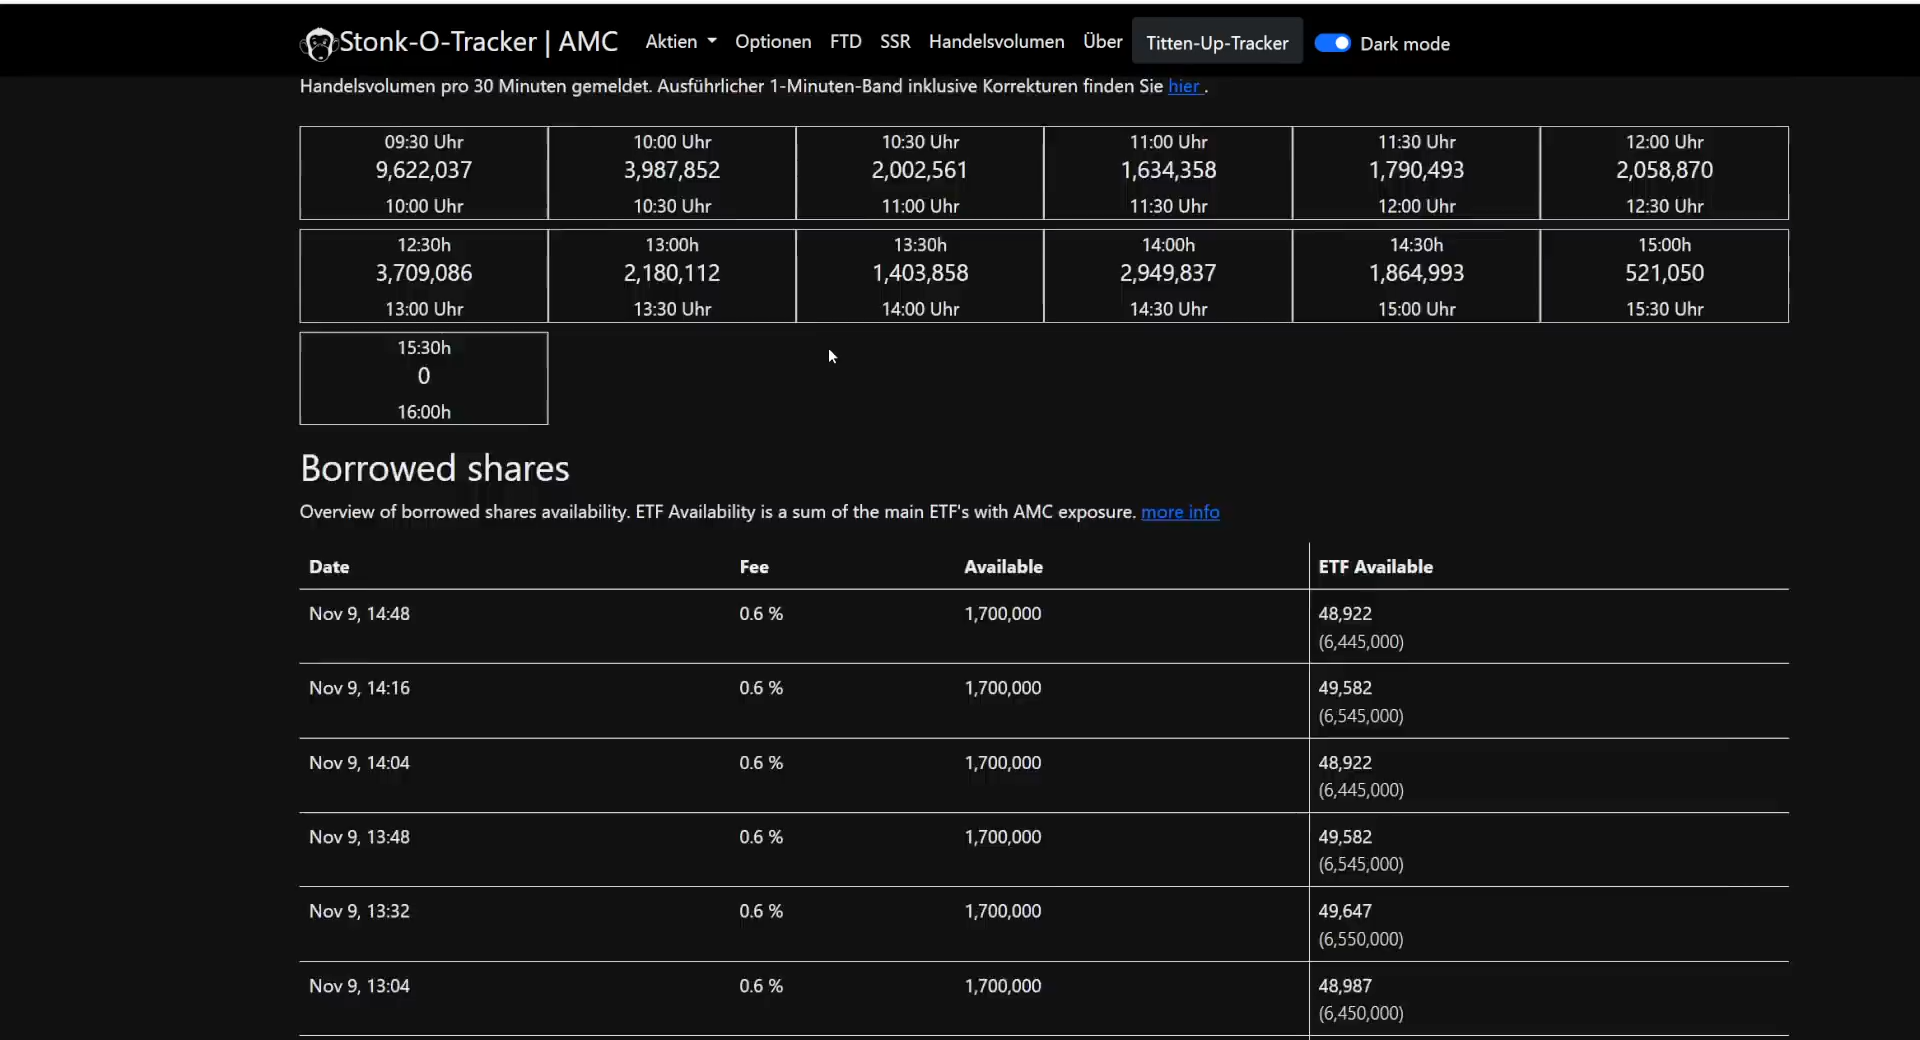 Stonk-O-Tracker | AMC Aktien Optionen FTD SSR Handelsvolumen Über Titten-Up-Tracker Dark mode
Handelsvolumen pro 30 Minuten gemeldet. Ausführlicher 1-Minuten-Band inklusive Korrekturen finden Sie hier .
09:30 Uhr 10:00 Uhr 10:30 Uhr 11:00 Uhr 11:30 Uhr 12:00 Uhr
9,622,037 3,987,852 2,002,561 1,634,358 1,790,493 2,058,870
10:00 Uhr 10:30 Uhr 11:00 Uhr 11:30 Uhr 12:00 Uhr 12:30 Uhr
12:30h 13:00h 13:30h 14:00h 14:30h 15:00h
3,709,086 2,180,112 1,403,858 2,949,837 1,864,993 521,050
13:00 Uhr 13:30 Uhr 14:00 Uhr 14:30 Uhr 15:00 Uhr 15:30 Uhr
15:30h
0
16:00h
Borrowed shares
Overview of borrowed shares availability. ETF Availability is a sum of the main ETF's with AMC exposure. more info
Date Fee Available ETF Available
Nov 9, 14:48 0.6 % 1,700,000 48,922
(6,445,000)
Nov 9, 14:16 0.6 % 1,700,000 49,582
(6,545,000)
Nov 9, 14:04 0.6 % 1,700,000 48,922
(6,445,000)
Nov 9, 13:48 0.6 % 1,700,000 49,582
(6,545,000)
Nov 9, 13:32 0.6 % 1,700,000 49,647
(6,550,000)
Nov 9, 13:04 0.6 % 1,700,000 48,987
(6,450,000)